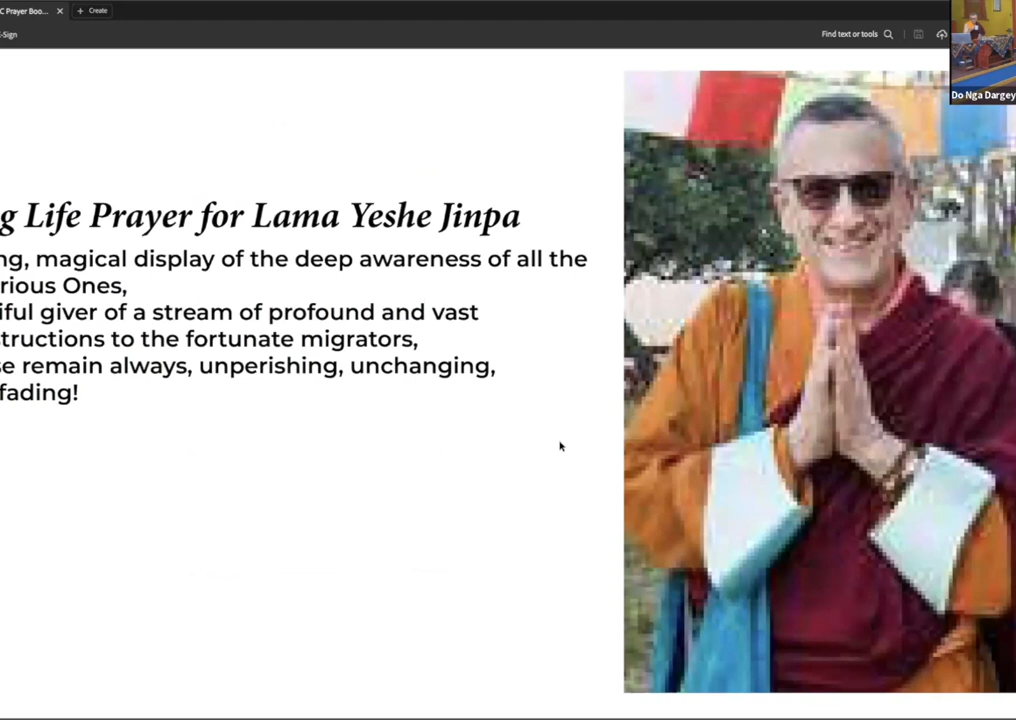 C Prayer Boo...
Create
-Sign
Find text or tools
Do Nga Dargey
g Life Prayer for Lama Yeshe Jinpa
ng, magical display of the deep awareness of all the
rious Ones,
iful giver of a stream of profound and vast
structions to the fortunate migrators,
se remain always, unperishing, unchanging,
fading!